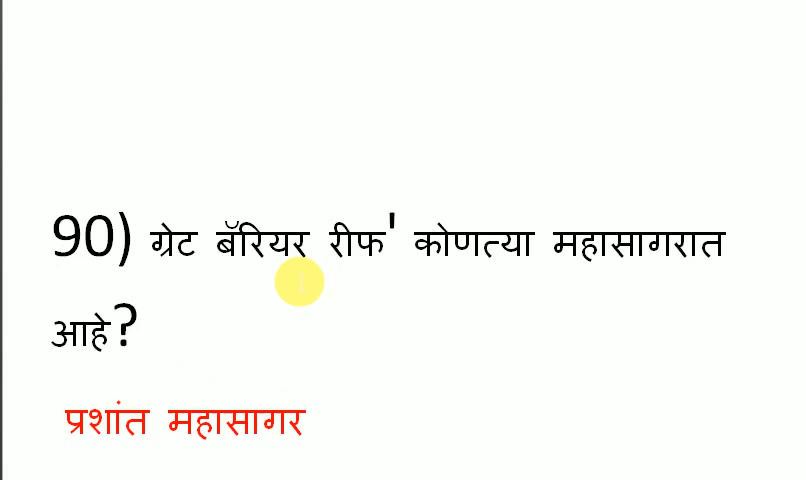 90) ग्रेट बॅरियर रीफ' कोणत्या महासागरात
आहे?
प्रशांत महासागर